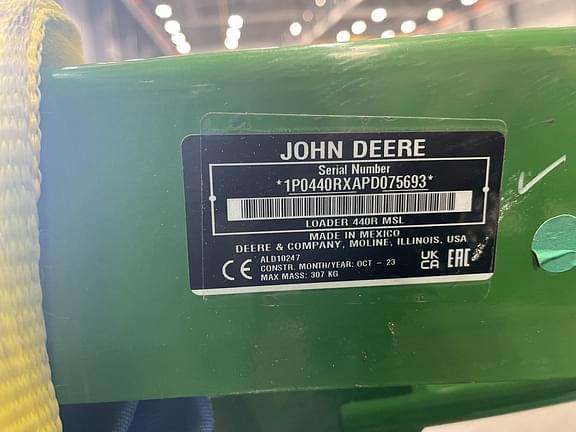 JOHN DEERE
Serial Number
*1P0440RXAPD075693*
LOADER 440R MSL
MADE IN MEXICO
DEERE & COMPANY, MOLINE, ILLINOIS, USA
ALD10247
CE CONSTR. MONTH/YEAR: OCT - 23
MAX MASS: 307 KG
UK
CA
EAC